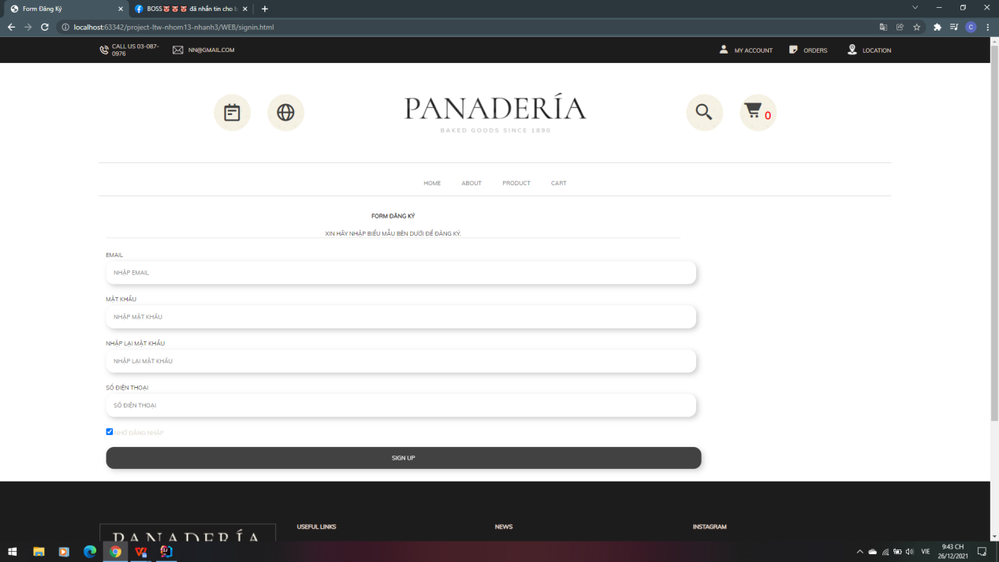 Form Đăng Ký
BOSS🐷🐷🐷 đã nhắn tin cho b
localhost:63342/project-ltw-nhom13-nhanh3/WEB/signin.html
C
CALL US 03-087-
0976
NN@GMAIL.COM
MY ACCOUNT
ORDERS
LOCATION
PANADERÍA
BAKED GOODS SINCE 1890
0
HOME
ABOUT
PRODUCT
CART
FORM ĐĂNG KÝ
XIN HÃY NHẬP BIỂU MẪU BÊN DƯỚI ĐỂ ĐĂNG KÝ.
EMAIL
NHẬP EMAIL
MẬT KHẨU
NHẬP MẬT KHẨU
NHẬP LẠI MẬT KHẨU
NHẬP LẠI MẬT KHẨU
SỐ ĐIỆN THOẠI
SỐ ĐIỆN THOẠI
NHỚ ĐĂNG NHẬP
SIGN UP
PANADERÍA
USEFUL LINKS
NEWS
INSTAGRAM
VIE
9:43 CH
26/12/2021